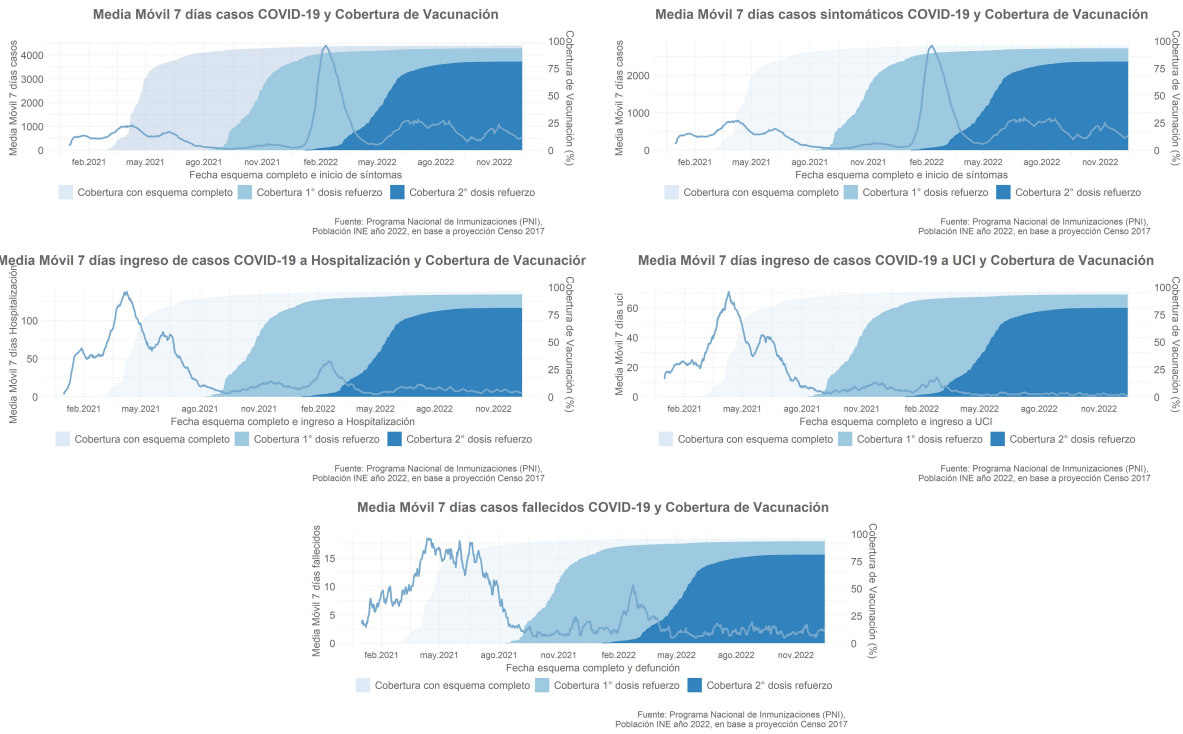 Media Móvil 7 días casos COVID-19 y Cobertura de Vacunación
Media Móvil 7 días casos
4000
3000
2000
1000
0
100
75
50
25
0
Cobertura de Vacunación (%)
feb.2021 may.2021 ago.2021 nov.2021 feb.2022 may.2022 ago.2022 nov.2022
Fecha esquema completo e inicio de síntomas
Cobertura con esquema completo Cobertura 1° dosis refuerzo Cobertura 2° dosis refuerzo
Fuente: Programa Nacional de Inmunizaciones (PNI),
Población INE año 2022, en base a proyección Censo 2017
Media Móvil 7 días casos sintomáticos COVID-19 y Cobertura de Vacunación
Media Móvil 7 días casos
2000
1000
0
100
75
50
25
0
Cobertura de Vacunación (%)
feb.2021 may.2021 ago.2021 nov.2021 feb.2022 may.2022 ago.2022 nov.2022
Fecha esquema completo e inicio de síntomas
Cobertura con esquema completo Cobertura 1° dosis refuerzo Cobertura 2° dosis refuerzo
Fuente: Programa Nacional de Inmunizaciones (PNI),
Población INE año 2022, en base a proyección Censo 2017
Media Móvil 7 días ingreso de casos COVID-19 a Hospitalización y Cobertura de Vacunación
Media Móvil 7 días Hospitalización
100
50
0
100
75
50
25
0
Cobertura de Vacunación (%)
feb.2021 may.2021 ago.2021 nov.2021 feb.2022 may.2022 ago.2022 nov.2022
Fecha esquema completo e ingreso a Hospitalización
Cobertura con esquema completo Cobertura 1° dosis refuerzo Cobertura 2° dosis refuerzo
Fuente: Programa Nacional de Inmunizaciones (PNI),
Población INE año 2022, en base a proyección Censo 2017
Media Móvil 7 días ingreso de casos COVID-19 a UCI y Cobertura de Vacunación
Media Móvil 7 días uci
60
40
20
0
100
75
50
25
0
Cobertura de Vacunación (%)
feb.2021 may.2021 ago.2021 nov.2021 feb.2022 may.2022 ago.2022 nov.2022
Fecha esquema completo e ingreso a UCI
Cobertura con esquema completo Cobertura 1° dosis refuerzo Cobertura 2° dosis refuerzo
Fuente: Programa Nacional de Inmunizaciones (PNI),
Población INE año 2022, en base a proyección Censo 2017
Media Móvil 7 días casos fallecidos COVID-19 y Cobertura de Vacunación
Media Móvil 7 días fallecidos
15
10
5
0
100
75
50
25
0
Cobertura de Vacunación (%)
feb.2021 may.2021 ago.2021 nov.2021 feb.2022 may.2022 ago.2022 nov.2022
Fecha esquema completo y defunción
Cobertura con esquema completo Cobertura 1° dosis refuerzo Cobertura 2° dosis refuerzo
Fuente: Programa Nacional de Inmunizaciones (PNI),
Población INE año 2022, en base a proyección Censo 2017